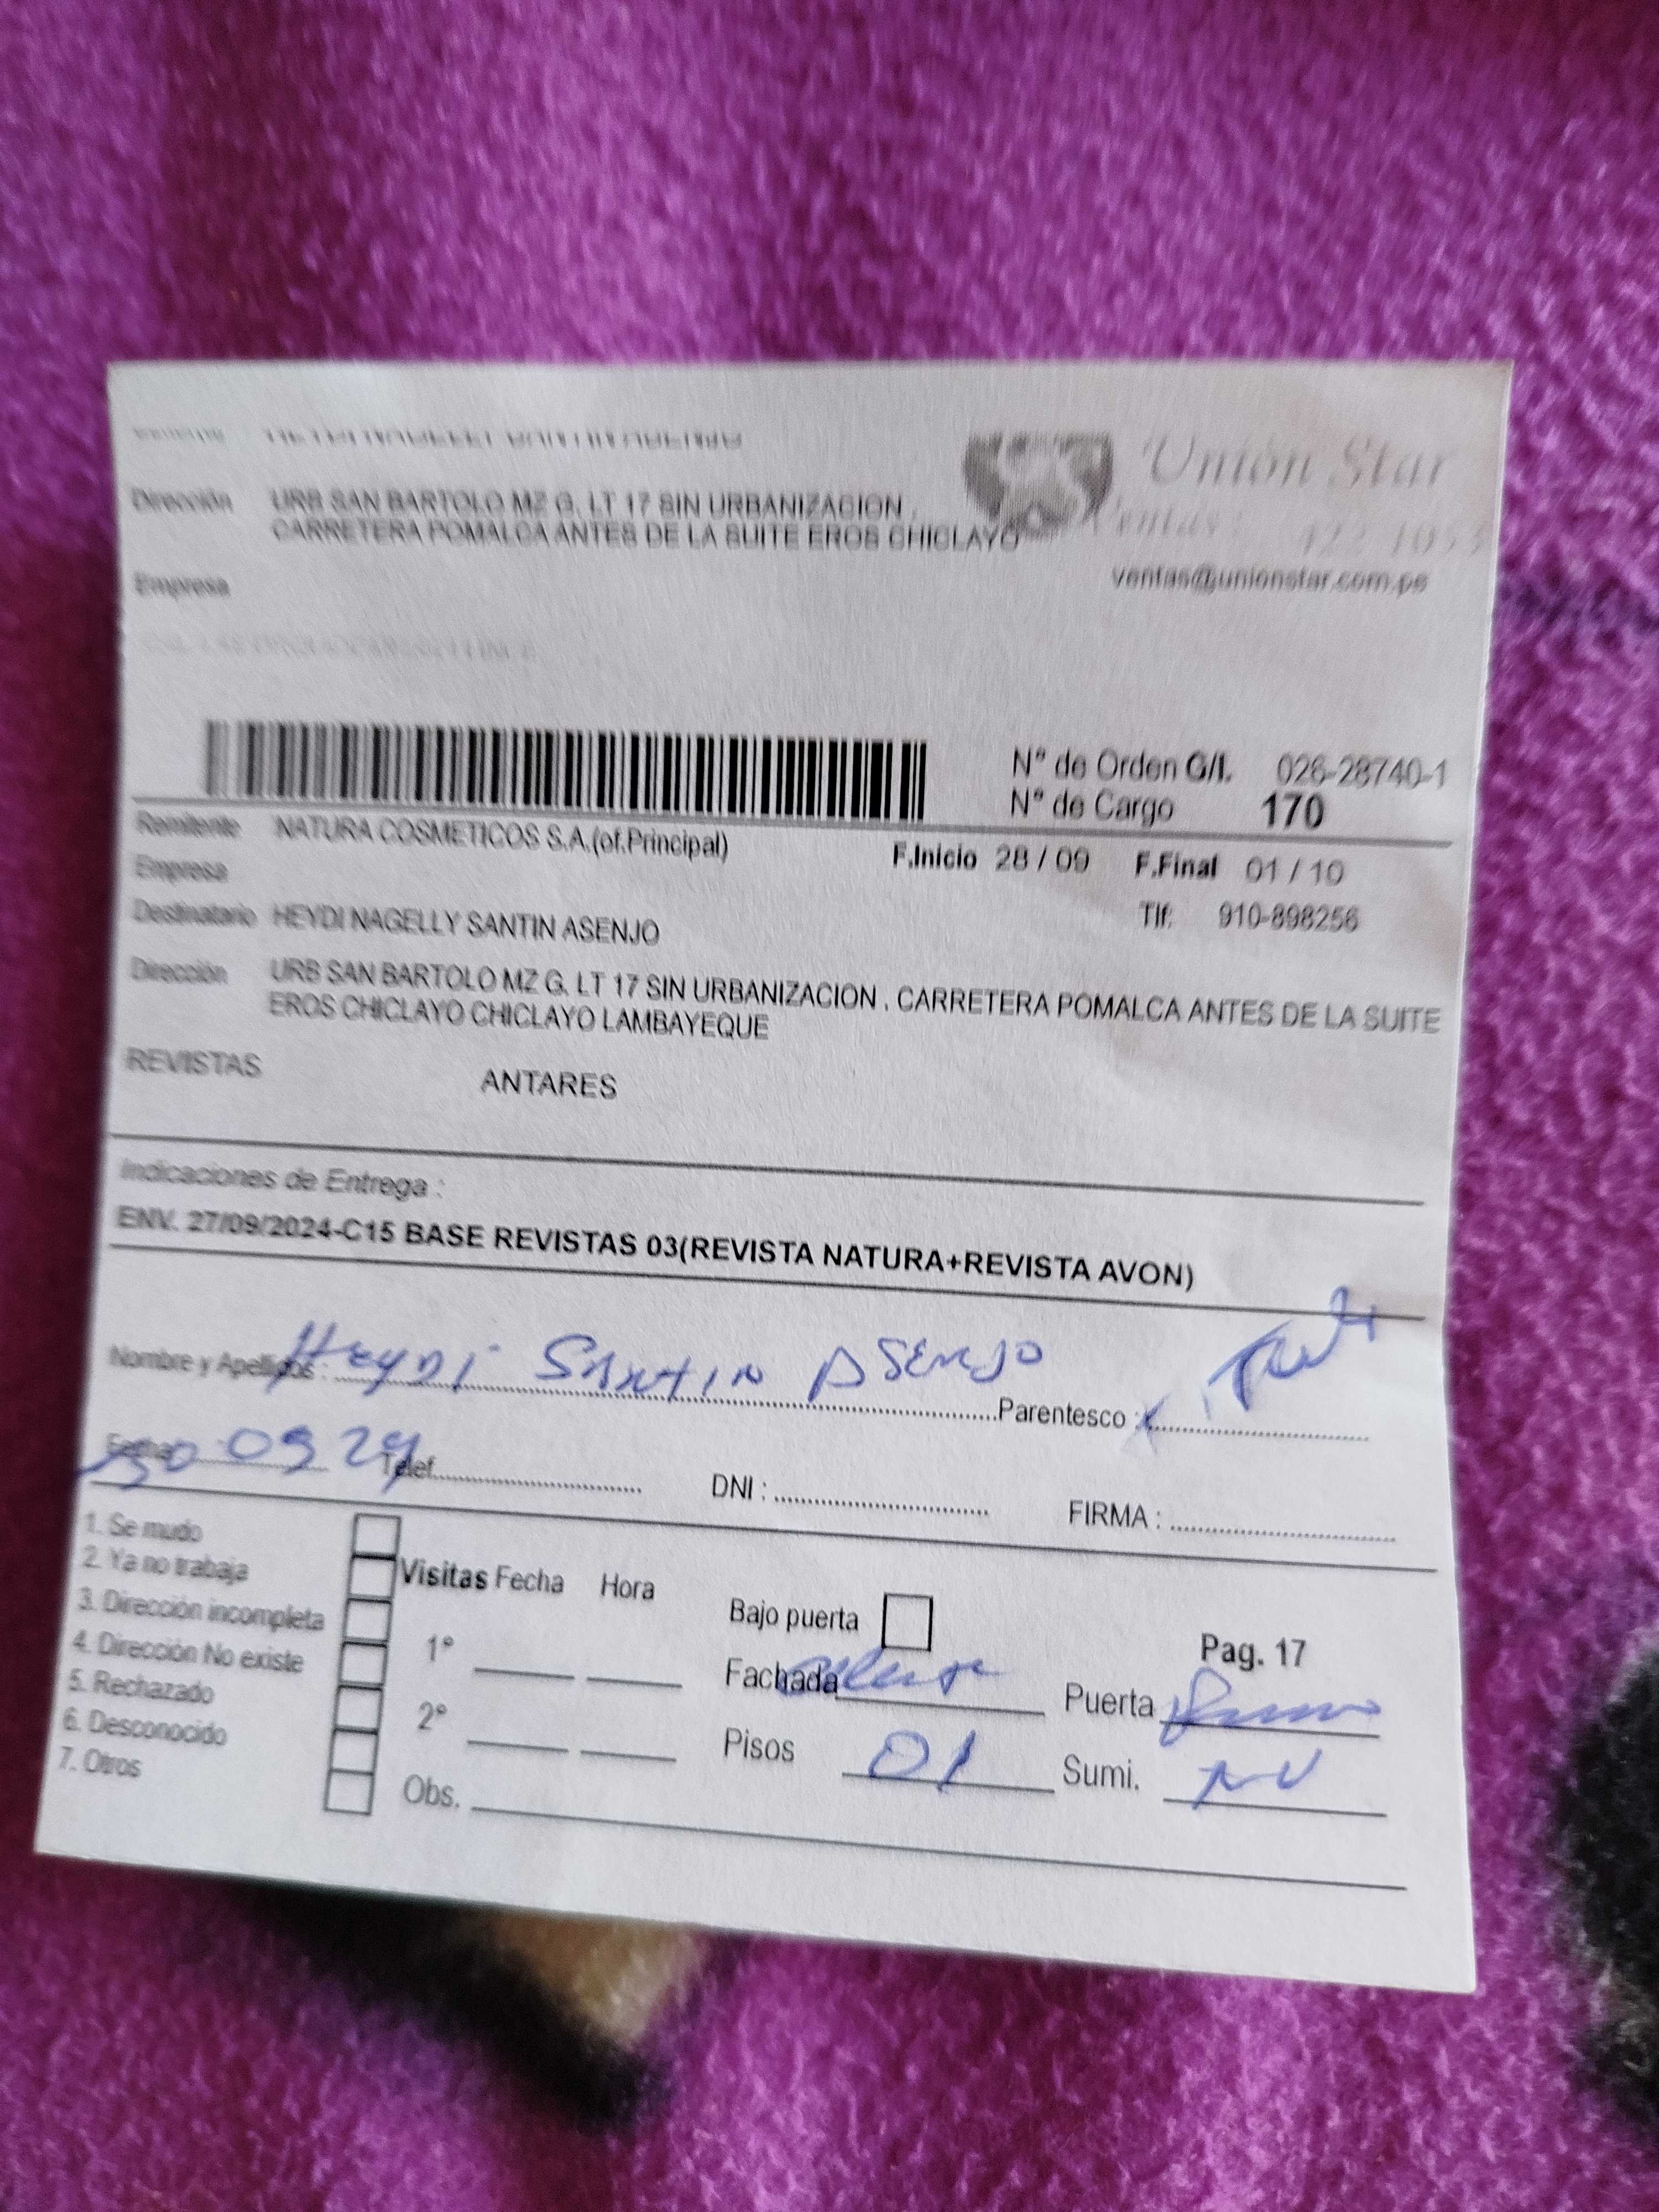 Unión Star
Dirección URB SAN BARTOLO MZ G. LT 17 SIN URBANIZACION ,
CARRETERA POMALCA ANTES DE LA SUITE EROS CHICLAYO
Ventas: 422-1053
Empresa
ventas@unionstar.com.pe
N° de Orden G/I. 026-28740-1
N° de Cargo 170
Remitente NATURA COSMETICOS S.A.(of.Principal)
Empresa
F.Inicio 28 / 09 F.Final 01 / 10
Destinatario HEYDI NAGELLY SANTIN ASENJO
Tlf: 910-898256
Dirección URB SAN BARTOLO MZ G. LT 17 SIN URBANIZACION , CARRETERA POMALCA ANTES DE LA SUITE
EROS CHICLAYO CHICLAYO LAMBAYEQUE
REVISTAS ANTARES
Indicaciones de Entrega :
ENV. 27/09/2024-C15 BASE REVISTAS 03(REVISTA NATURA+REVISTA AVON)
Nombre y Apellidos : Heydi Santin Asenjo Parentesco :
Fecha 30 09 24 Telef. DNI : FIRMA :
1. Se mudo
2. Ya no trabaja
3. Dirección incompleta
4. Dirección No existe
5. Rechazado
6. Desconocido
7. Otros
Visitas Fecha Hora
1°
2°
Obs.
Bajo puerta
Pag. 17
Fachada
Puerta
Pisos 01
Sumi. NV